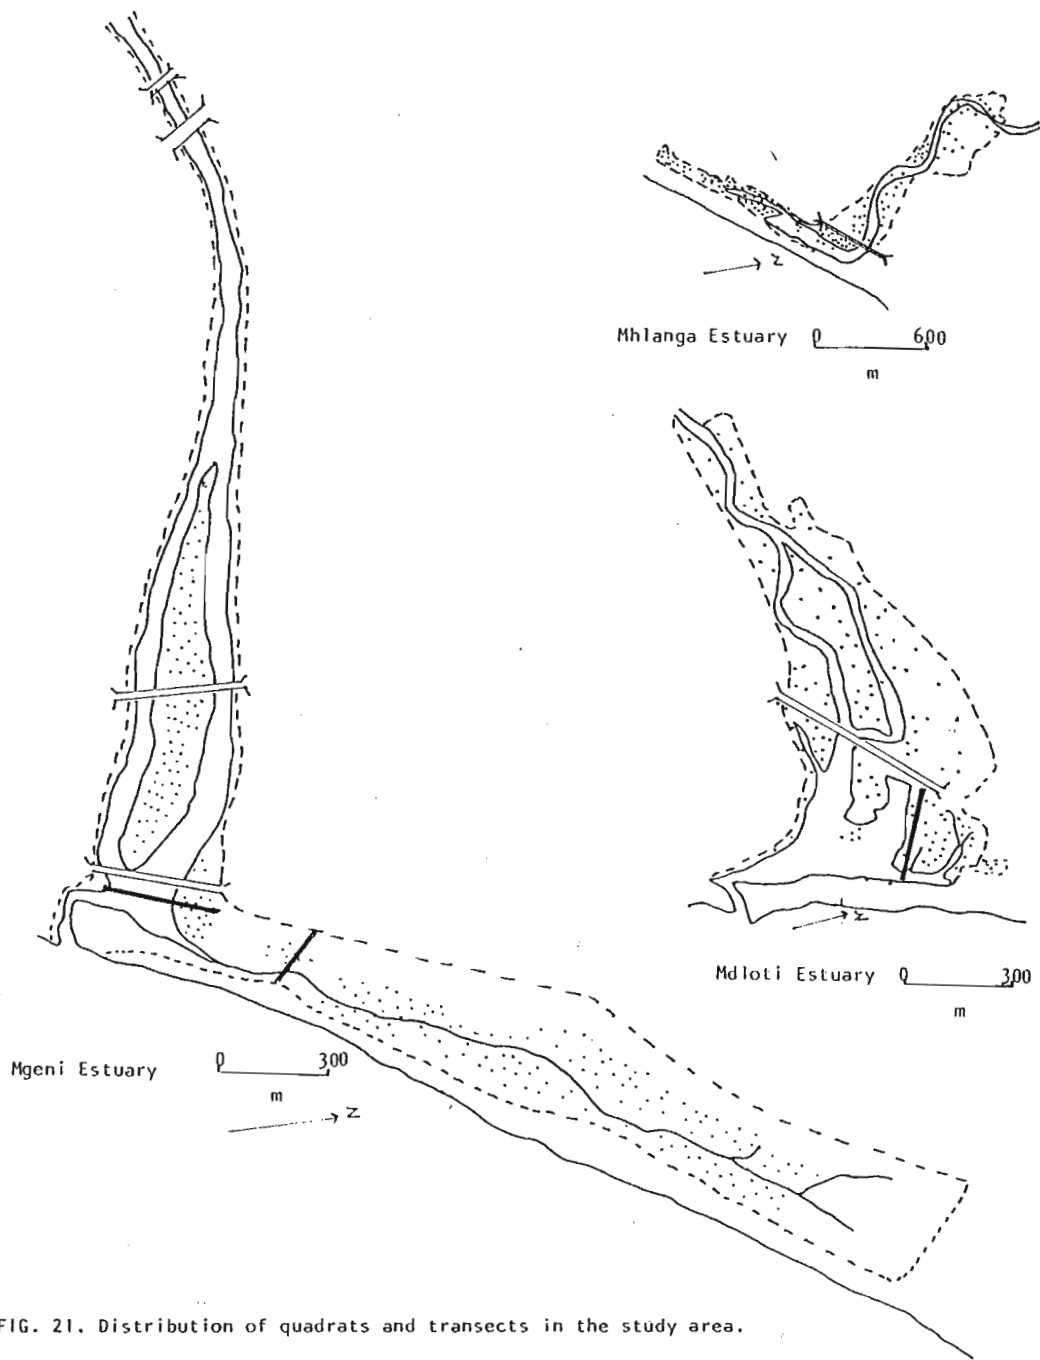 Mhlanga Estuary 0 600
m
z
Mdloti Estuary 0 300
m
z
Mgeni Estuary 0 300
m
z
FIG. 21. Distribution of quadrats and transects in the study area.